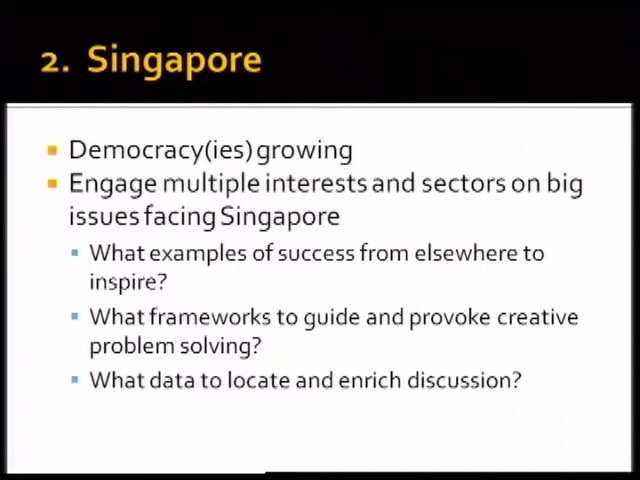 2. Singapore
Democracy(ies) growing
Engage multiple interests and sectors on big
issues facing Singapore
What examples of success from elsewhere to
inspire?
What frameworks to guide and provoke creative
problem solving?
What data to locate and enrich discussion?